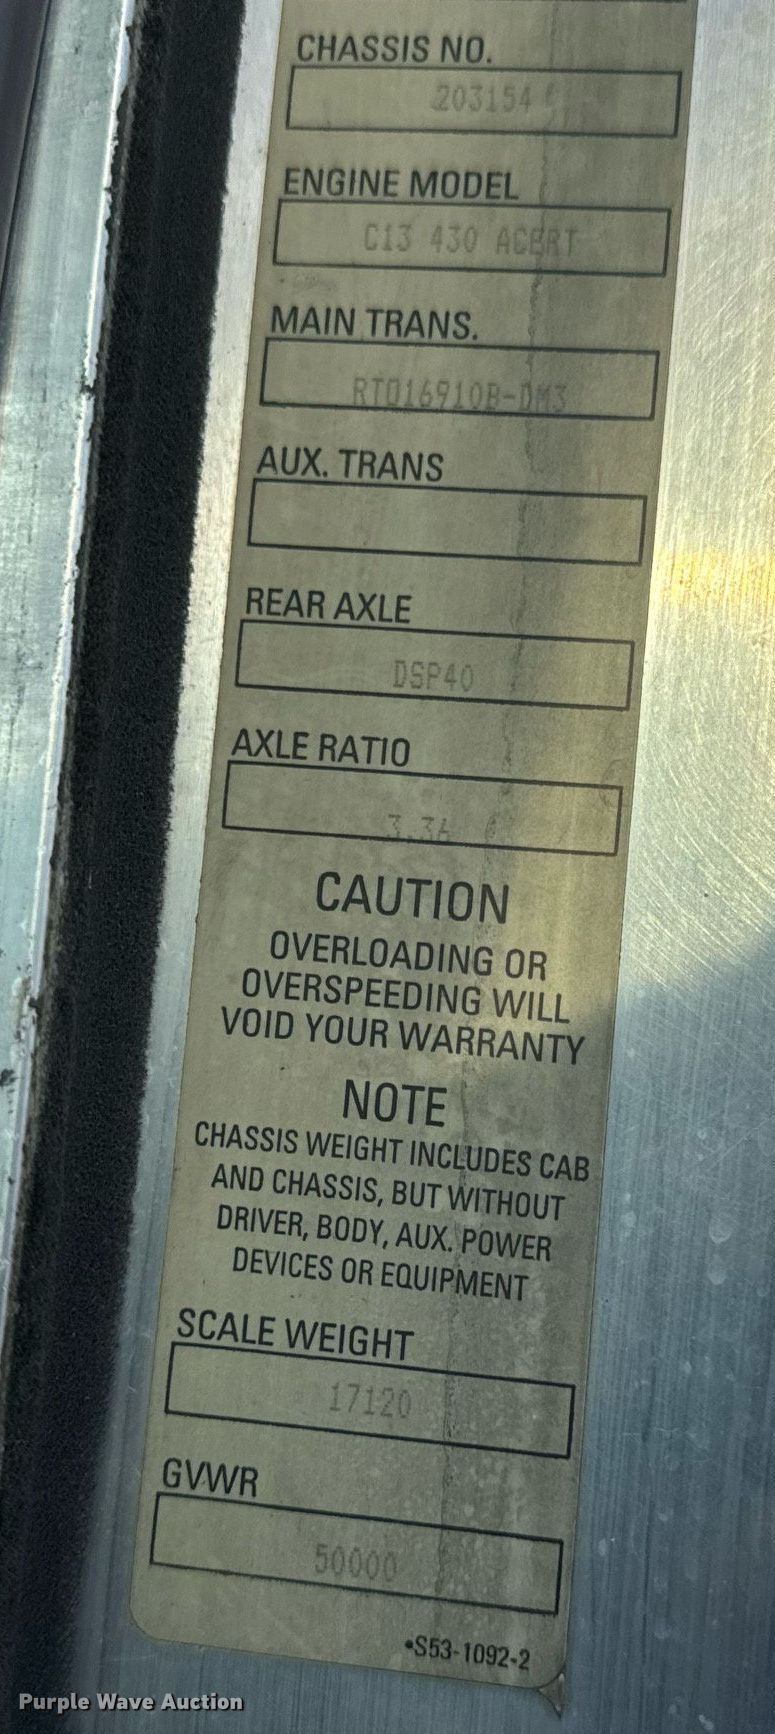 CHASSIS NO.
203154
ENGINE MODEL
C13 430 ACERT
MAIN TRANS.
RTO16910B-DM3
AUX. TRANS
REAR AXLE
DSP40
AXLE RATIO
3.36
CAUTION
OVERLOADING OR
OVERSPEEDING WILL
VOID YOUR WARRANTY
NOTE
CHASSIS WEIGHT INCLUDES CAB
AND CHASSIS, BUT WITHOUT
DRIVER, BODY, AUX. POWER
DEVICES OR EQUIPMENT
SCALE WEIGHT
17120
GVWR
50000
•S53-1092-2
Purple Wave Auction